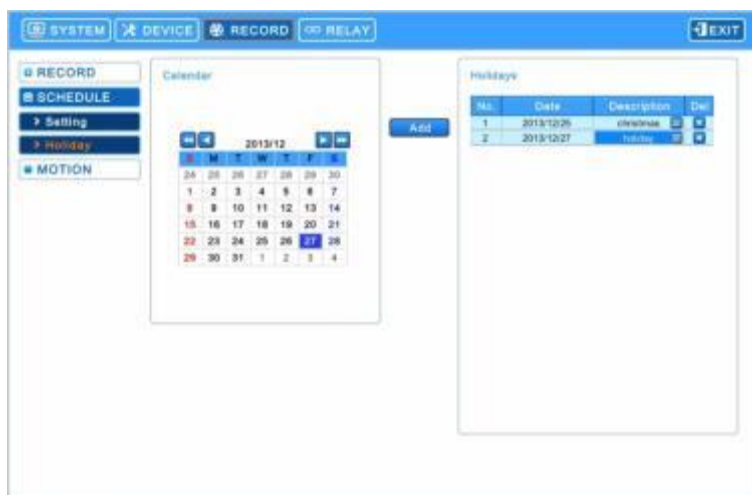 SYSTEM DEVICE RECORD RELAY EXIT
RECORD
SCHEDULE
Setting
Holiday
MOTION
Calendar
2013/12
S M T W T F S
24 25 26 27 28 29 30
1 2 3 4 5 6 7
8 9 10 11 12 13 14
15 16 17 18 19 20 21
22 23 24 25 26 27 28
29 30 31 1 2 3 4
Add
Holidays
No. Date Description Del
1 2013/12/25 christmas
2 2013/12/27 holiday